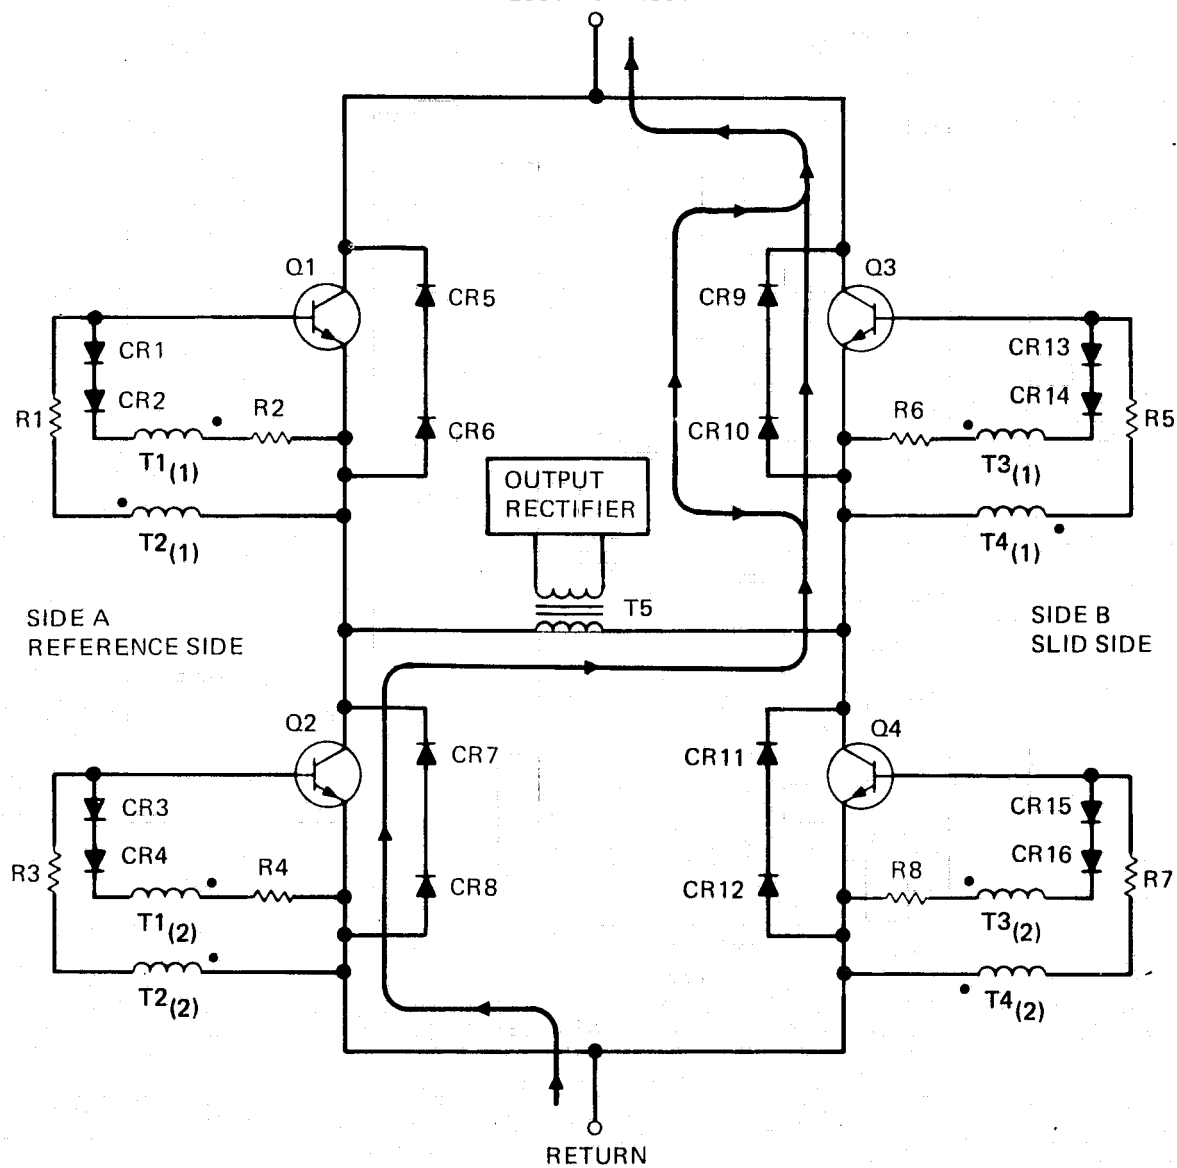 Q1
Q3
CR5
CR9
CR1
CR13
CR2
CR14
R1
R2
CR6
CR10
R6
R5
T1(1)
T3(1)
OUTPUT
RECTIFIER
T2(1)
T4(1)
T5
SIDE A
REFERENCE SIDE
SIDE B
SLID SIDE
Q2
Q4
CR7
CR11
CR3
CR15
CR4
CR16
R3
R4
CR8
CR12
R8
R7
T1(2)
T3(2)
T2(2)
T4(2)
RETURN